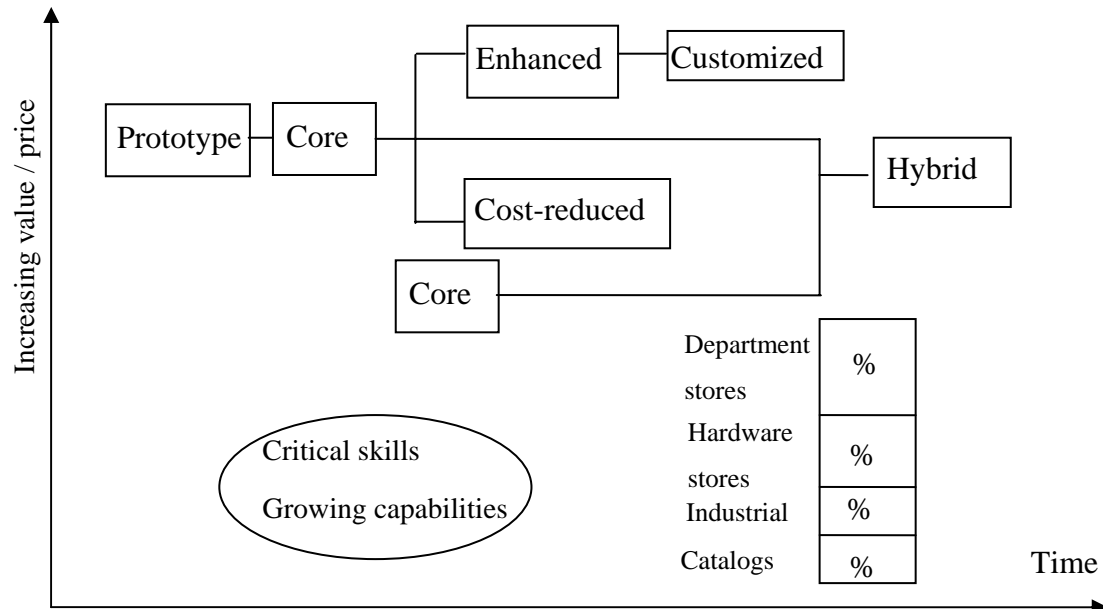 Increasing value / price
Enhanced
Customized
Prototype
Core
Hybrid
Cost-reduced
Core
Department
stores
%
Hardware
stores
%
Critical skills
Growing capabilities
Industrial
%
Catalogs
%
Time